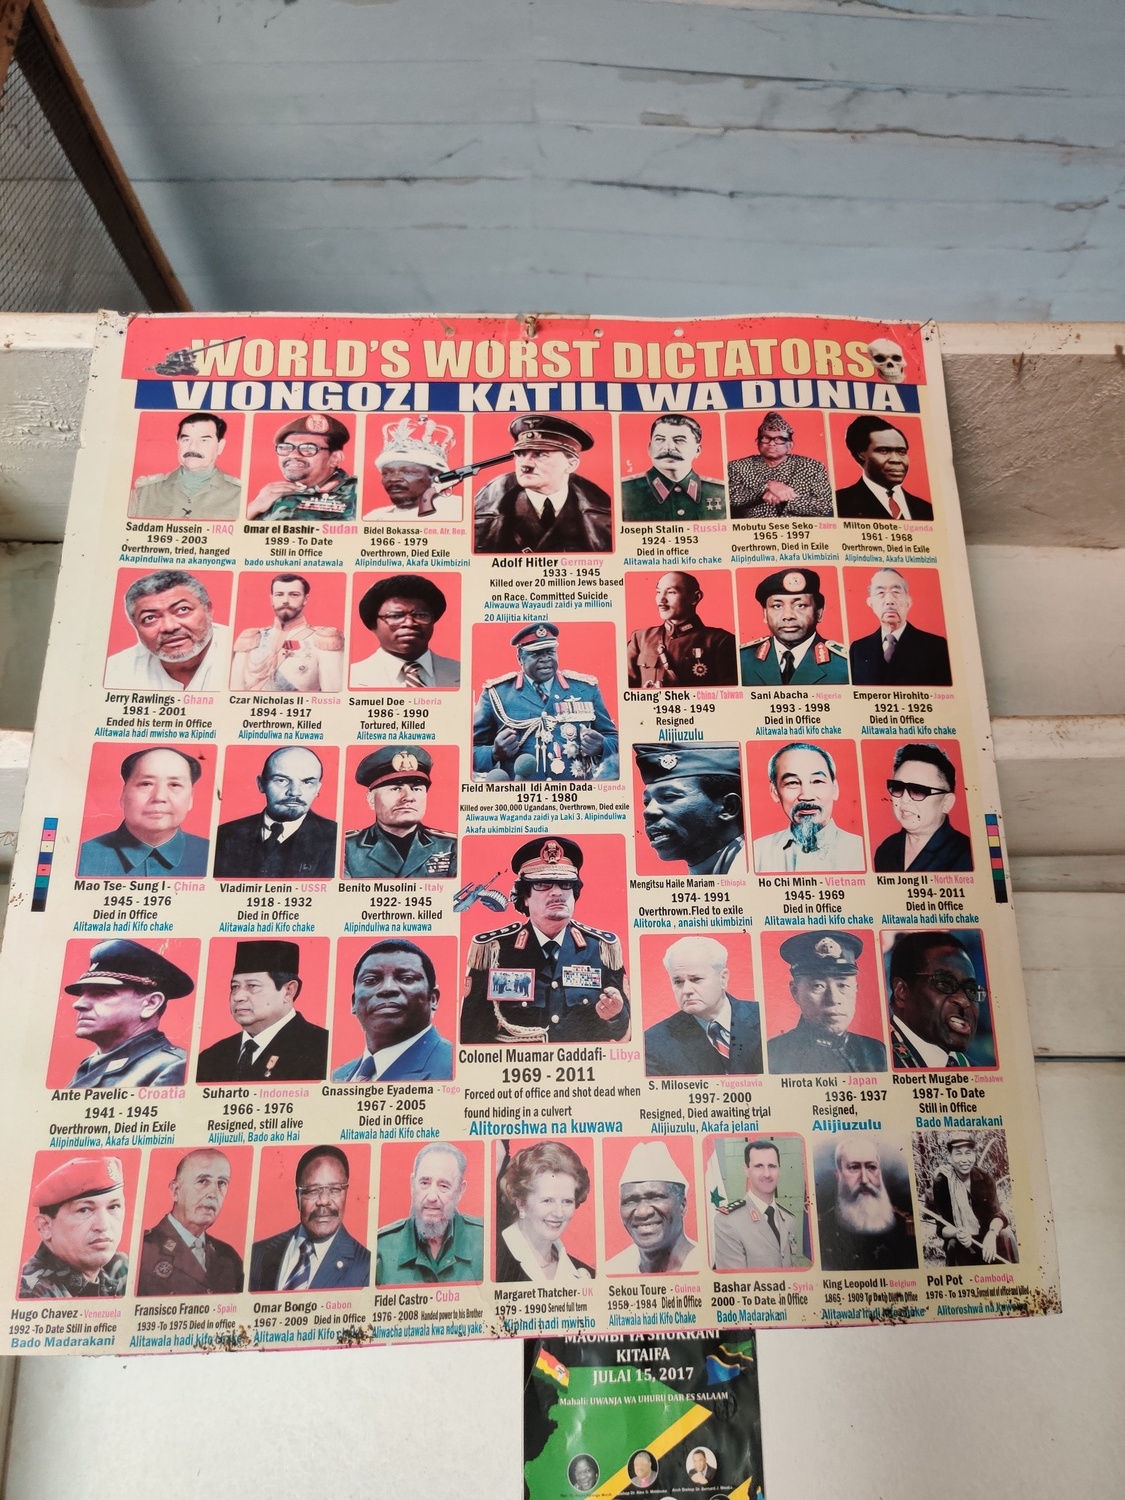 WORLD'S WORST DICTATORS
VIONGOZI KATILI WA DUNIA
Saddam Hussein - IRAQ
1969 - 2003
Overthrown, tried, hanged
Akapinduliwa na akanyongwa
Omar el Bashir - Sudan
1989 - To Date
Still in Office
bado ushukani anatawala
Bidel Bokassa - Cen. Afr. Rep.
1966 - 1979
Overthrown, Died Exile
Alipinduliwa, Akafa Ukimbizini
Adolf Hitler Germany
1933 - 1945
Killed over 20 million Jews based
on Race. Committed Suicide
Aliwauwa Wayaudi zaidi ya millioni
20 Alijitia kitanzi
Joseph Stalin - Russia
1924 - 1953
Died in office
Alitawala hadi kifo chake
Mobutu Sese Seko - Zaire
1965 - 1997
Overthrown, Died in Exile
Alipinduliwa, Akafa Ukimbizini
Milton Obote - Uganda
1961 - 1968
Overthrown, Died in Exile
Alipinduliwa, Akafa Ukimbizini
Jerry Rawlings - Ghana
1981 - 2001
Ended his term in Office
Alitawala hadi mwisho wa Kipindi
Czar Nicholas II - Russia
1894 - 1917
Overthrown, Killed
Alipinduliwa na Kuwawa
Samuel Doe - Liberia
1986 - 1990
Tortured, Killed
Aliteswa na Akauwawa
Field Marshall Idi Amin Dada - Uganda
1971 - 1980
Killed over 300,000 Ugandans, Overthrown, Died exile
Aliwauwa Waganda zaidi ya Laki 3. Alipinduliwa
Akafa ukimbizini Saudia
Chiang' Shek - China/ Taiwan
1948 - 1949
Resigned
Alijiuzulu
Sani Abacha - Nigeria
1993 - 1998
Died in Office
Alitawala hadi kifo chake
Emperor Hirohito - Japan
1921 - 1926
Died in Office
Alitawala hadi Kifo chake
Mao Tse- Sung I - China
1945 - 1976
Died in Office
Alitawala hadi Kifo chake
Vladimir Lenin - USSR
1918 - 1932
Died in Office
Alitawala hadi Kifo chake
Benito Musolini - Italy
1922- 1945
Overthrown. killed
Alipinduliwa na kuwawa
Mengitsu Haile Mariam - Ethiopia
1974- 1991
Overthrown.Fled to exile
Alitoroka , anaishi ukimbizini
Ho Chi Minh - Vietnam
1945- 1969
Died in Office
Alitawala hadi kifo chake
Kim Jong II - North Korea
1994- 2011
Died in Office
Alitawala hadi kifo chake
Ante Pavelic - Croatia
1941 - 1945
Overthrown, Died in Exile
Alipinduliwa, Akafa Ukimbizini
Suharto - Indonesia
1966 - 1976
Resigned, still alive
Alijiuzuli, Bado ako Hai
Gnassingbe Eyadema - Togo
1967 - 2005
Died in Office
Alitawala hadi Kifo chake
Colonel Muamar Gaddafi- Libya
1969 - 2011
Forced out of office and shot dead when
found hiding in a culvert
Alitoroshwa na kuwawa
S. Milosevic - Yugoslavia
1997- 2000
Resigned, Died awaiting trial
Alijiuzulu, Akafa jelani
Hirota Koki - Japan
1936- 1937
Resigned,
Alijiuzulu
Robert Mugabe - Zimbabwe
1987- To Date
Still in Office
Bado Madarakani
Hugo Chavez - Venezuela
1992 -To Date Still in office
Bado Madarakani
Fransisco Franco - Spain
1939 -To 1975 Died in office
Alitawala hadi kifo chake
Omar Bongo - Gabon
1967 - 2009 Died in Office
Alitawala hadi Kifo
Fidel Castro - Cuba
1976 - 2008 Handed power to his Brother
Aliwacha utawala kwa ndugu yake
Margaret Thatcher- UK
1979 - 1990 Served full term
Kipindi hadi mwisho
Sekou Toure - Guinea
1958 - 1984 Died in Office
Alitawala hadi Kifo Chake
Bashar Assad - Syria
2000 - To Date in Office
Bado Madarakani
King Leopold II - Belgium
1865 - 1909 Office
Alitawala hadi
Pol Pot - Cambodia
1976 - To 1979, Forced out of office and killed
Alitoroshwa na
MAOMBI YA SHUKRANI
KITAIFA
JULAI 15, 2017
Mahali: UWANJA WA UHURU DAR ES SALAAM